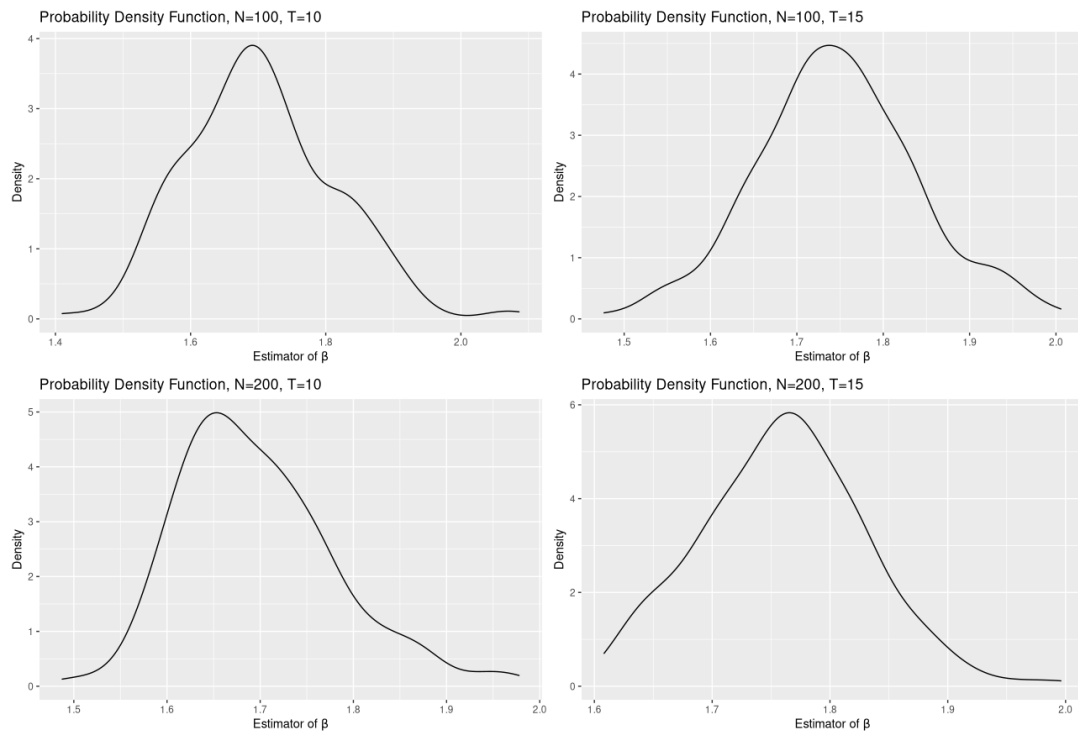 Probability Density Function, N=100, T=10
4
3
2
1
0
Density
1.4 1.6 1.8 2.0
Estimator of β
Probability Density Function, N=100, T=15
4
3
2
1
0
Density
1.5 1.6 1.7 1.8 1.9 2.0
Estimator of β
Probability Density Function, N=200, T=10
5
4
3
2
1
0
Density
1.5 1.6 1.7 1.8 1.9 2.0
Estimator of β
Probability Density Function, N=200, T=15
6
4
2
0
Density
1.6 1.7 1.8 1.9 2.0
Estimator of β